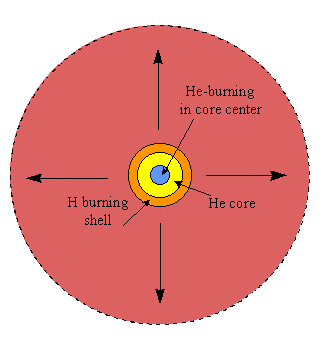 He-burning
in core center
H burning
shell
He core